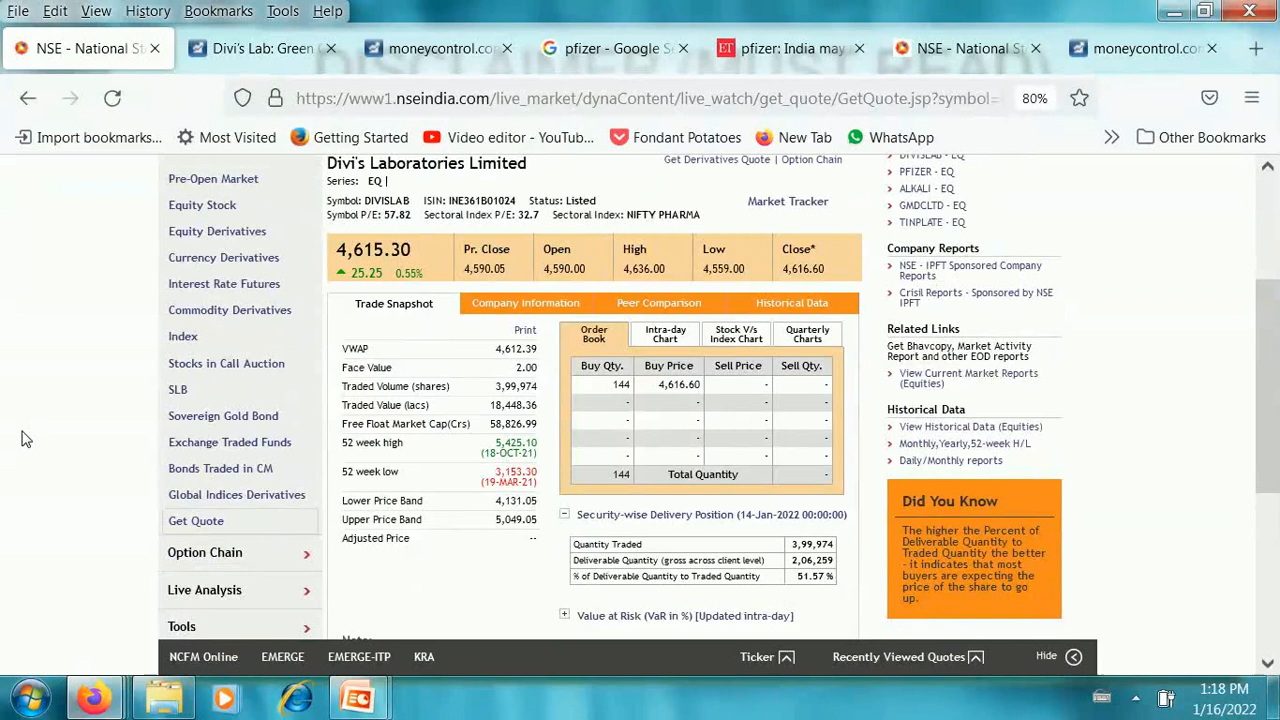 File Edit View History Bookmarks Tools Help
NSE - National St Divi's Lab: Green moneycontrol.co pfizer - Google Se pfizer: India may NSE - National St moneycontrol.co
https://www1.nseindia.com/live_market/dynaContent/live_watch/get_quote/GetQuote.jsp?symbol= 80%
Import bookmarks... Most Visited Getting Started Video editor - YouTu... Fondant Potatoes New Tab WhatsApp Other Bookmarks
Pre-Open Market
Equity Stock
Equity Derivatives
Currency Derivatives
Interest Rate Futures
Commodity Derivatives
Index
Stocks in Call Auction
SLB
Sovereign Gold Bond
Exchange Traded Funds
Bonds Traded in CM
Global Indices Derivatives
Get Quote
Option Chain
Live Analysis
Tools
Divi's Laboratories Limited
Get Derivatives Quote | Option Chain
Series: EQ |
Symbol: DIVISLAB ISIN: INE361B01024 Status: Listed
Market Tracker
Symbol P/E: 57.82 Sectoral Index P/E: 32.7 Sectoral Index: NIFTY PHARMA
4,615.30 Pr. Close Open High Low Close*
25.25 0.55% 4,590.05 4,590.00 4,636.00 4,559.00 4,616.60
Trade Snapshot Company Information Peer Comparison Historical Data
Print
VWAP 4,612.39
Face Value 2.00
Traded Volume (shares) 3,99,974
Traded Value (lacs) 18,448.36
Free Float Market Cap(Crs) 58,826.99
52 week high 5,425.10
(18-OCT-21)
52 week low 3,153.30
(19-MAR-21)
Lower Price Band 4,131.05
Upper Price Band 5,049.05
Adjusted Price --
Order Book Intra-day Chart Stock V/s Index Chart Quarterly Charts
Buy Qty. Buy Price Sell Price Sell Qty.
144 4,616.60 - -
- - - -
- - - -
- - - -
- - - -
144 Total Quantity -
Security-wise Delivery Position (14-Jan-2022 00:00:00)
Quantity Traded 3,99,974
Deliverable Quantity (gross across client level) 2,06,259
% of Deliverable Quantity to Traded Quantity 51.57 %
Value at Risk (VaR in %) [Updated intra-day]
DIVISLAB - EQ
PFIZER - EQ
ALKALI - EQ
GMDCLTD - EQ
TINPLATE - EQ
Company Reports
NSE - IPFT Sponsored Company
Reports
Crisil Reports - Sponsored by NSE
IPFT
Related Links
Get Bhavcopy, Market Activity
Report and other EOD reports
View Current Market Reports
(Equities)
Historical Data
View Historical Data (Equities)
Monthly,Yearly,52-week H/L
Daily/Monthly reports
Did You Know
The higher the Percent of
Deliverable Quantity to
Traded Quantity the better
- it indicates that most
buyers are expecting the
price of the share to go
up.
NCFM Online EMERGE EMERGE-ITP KRA Ticker Recently Viewed Quotes Hide
1:18 PM
1/16/2022